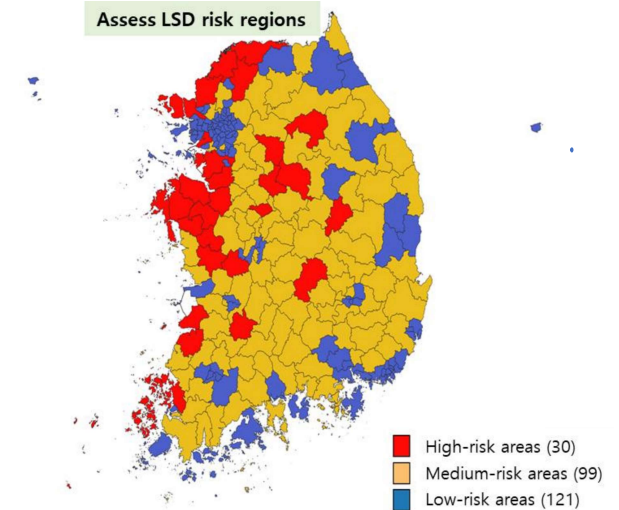 Assess LSD risk regions
High-risk areas (30)
Medium-risk areas (99)
Low-risk areas (121)